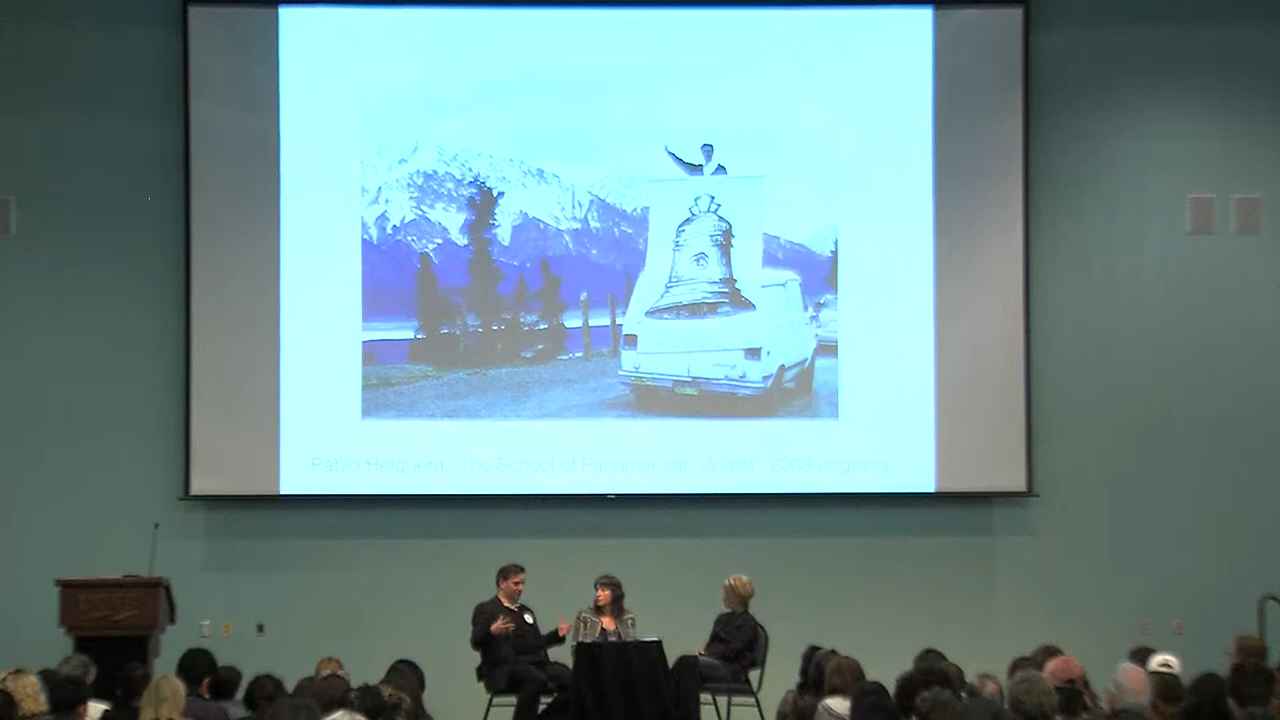 Pablo Helguera, "The School of Panamerican Unrest", 2003-ongoing